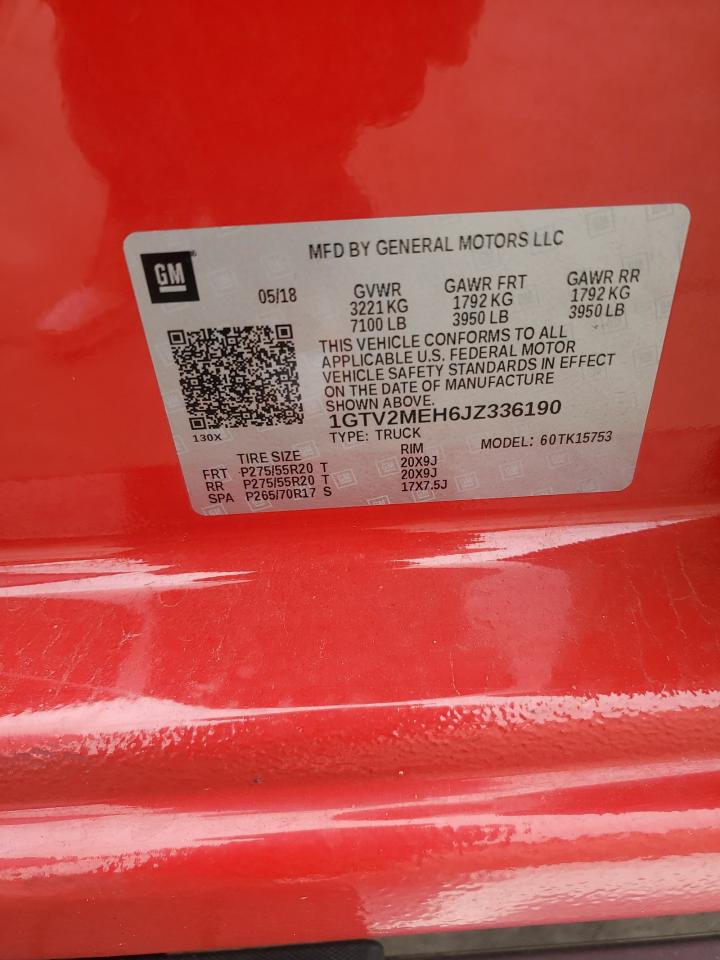 MFD BY GENERAL MOTORS LLC
GM
05/18 GVWR GAWR FRT GAWR RR
3221 KG 1792 KG 1792 KG
7100 LB 3950 LB 3950 LB
THIS VEHICLE CONFORMS TO ALL
APPLICABLE U.S. FEDERAL MOTOR
VEHICLE SAFETY STANDARDS IN EFFECT
ON THE DATE OF MANUFACTURE
SHOWN ABOVE.
1GTV2MEH6JZ336190
130X
TYPE: TRUCK MODEL: 60TK15753
TIRE SIZE RIM
FRT P275/55R20 T 20X9J
RR P275/55R20 T 20X9J
SPA P265/70R17 S 17X7.5J